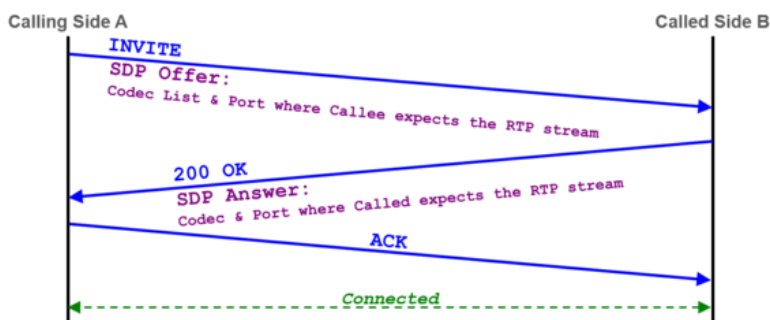 Calling Side A
Called Side B
INVITE
SDP Offer:
Codec List & Port where Callee expects the RTP stream
200 OK
SDP Answer:
Codec & Port where Called expects the RTP stream
ACK
Connected